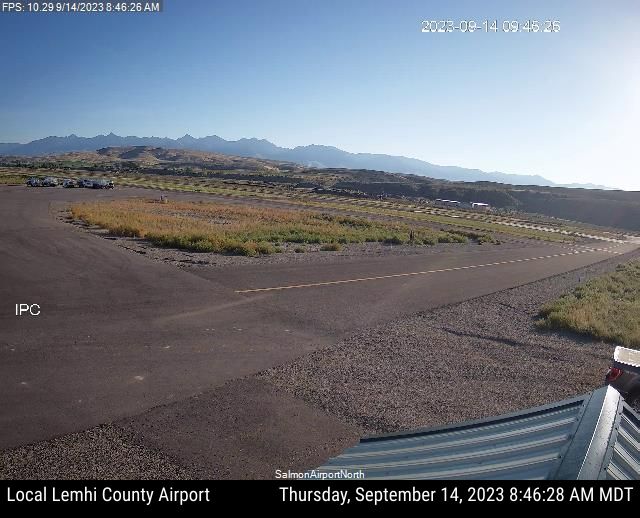 FPS: 10.29 9/14/2023 8:46:26 AM
2023-09-14 09:46:26
IPC
SalmonAirportNorth
Local Lemhi County Airport Thursday, September 14, 2023 8:46:28 AM MDT